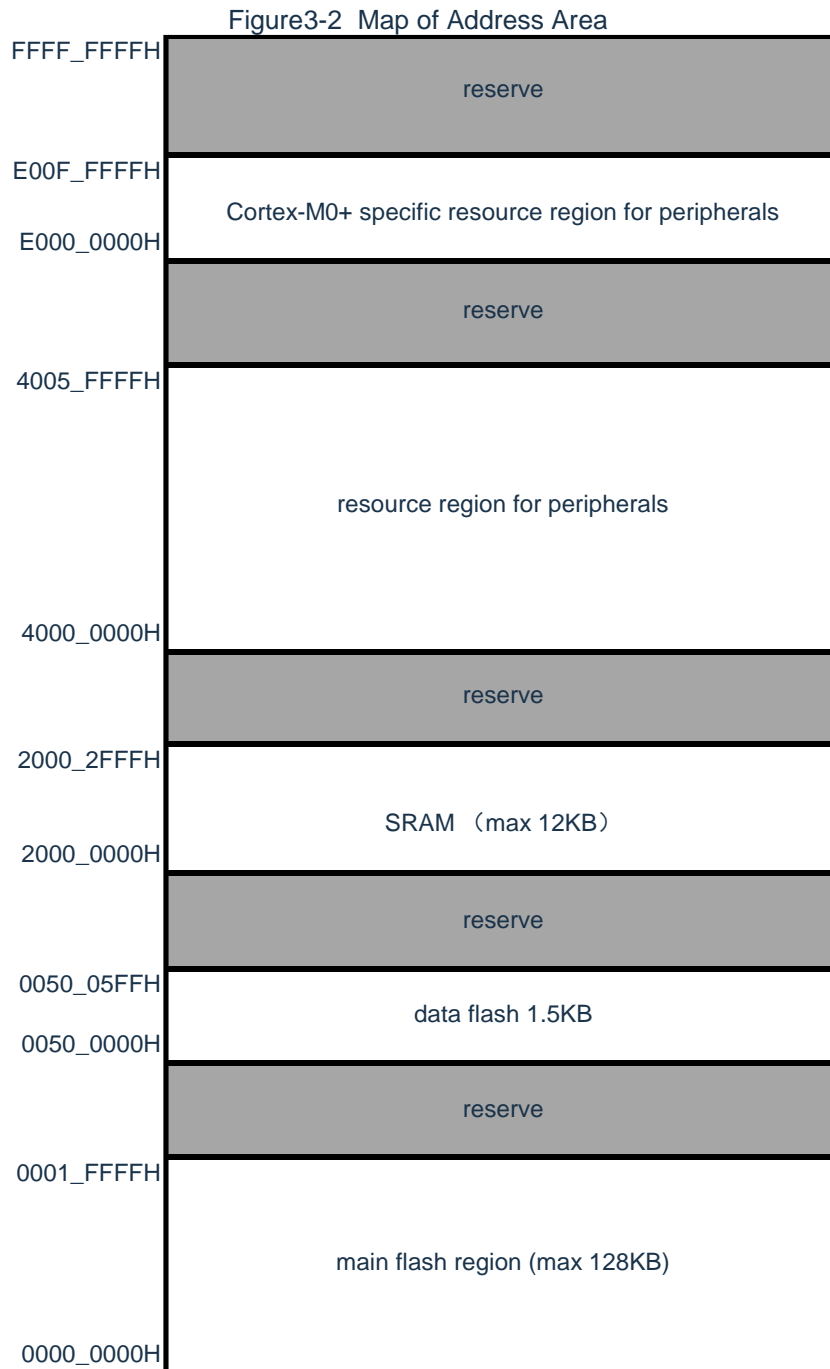 Figure3-2 Map of Address Area
FFFF_FFFFH
reserve
E00F_FFFFH
Cortex-M0+ specific resource region for peripherals
E000_0000H
reserve
4005_FFFFH
resource region for peripherals
4000_0000H
reserve
2000_2FFFH
SRAM （max 12KB）
2000_0000H
reserve
0050_05FFH
data flash 1.5KB
0050_0000H
reserve
0001_FFFFH
main flash region (max 128KB)
0000_0000H